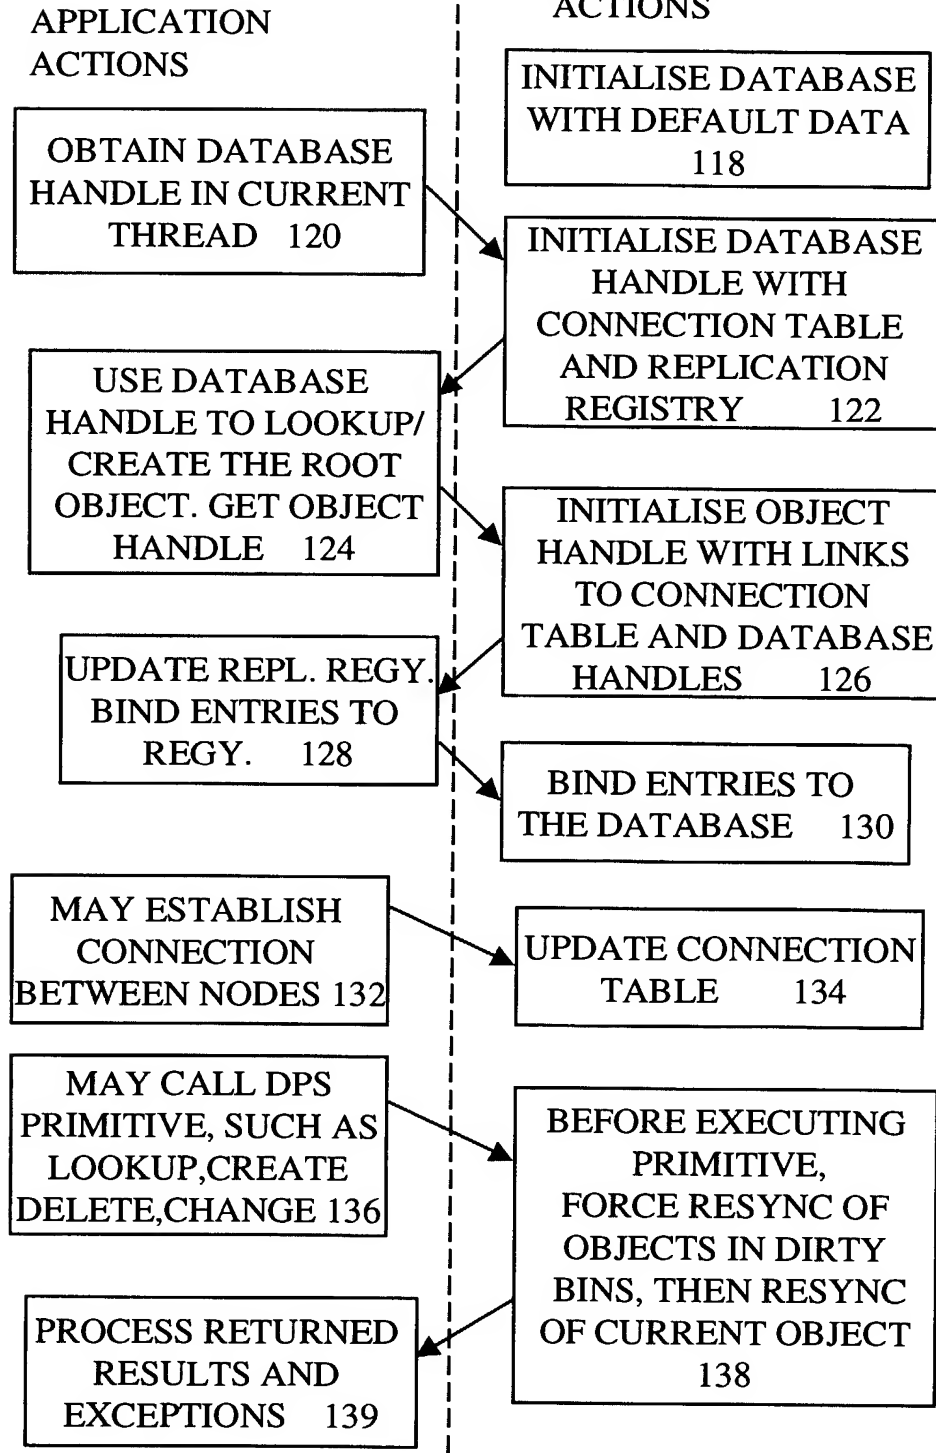 APPLICATION
ACTIONS
ACTIONS
INITIALISE DATABASE
WITH DEFAULT DATA
118
OBTAIN DATABASE
HANDLE IN CURRENT
THREAD 120
INITIALISE DATABASE
HANDLE WITH
CONNECTION TABLE
AND REPLICATION
REGISTRY 122
USE DATABASE
HANDLE TO LOOKUP/
CREATE THE ROOT
OBJECT. GET OBJECT
HANDLE 124
INITIALISE OBJECT
HANDLE WITH LINKS
TO CONNECTION
TABLE AND DATABASE
HANDLES 126
UPDATE REPL. REGY.
BIND ENTRIES TO
REGY. 128
BIND ENTRIES TO
THE DATABASE 130
MAY ESTABLISH
CONNECTION
BETWEEN NODES 132
UPDATE CONNECTION
TABLE 134
MAY CALL DPS
PRIMITIVE, SUCH AS
LOOKUP,CREATE
DELETE,CHANGE 136
BEFORE EXECUTING
PRIMITIVE,
FORCE RESYNC OF
OBJECTS IN DIRTY
BINS, THEN RESYNC
OF CURRENT OBJECT
138
PROCESS RETURNED
RESULTS AND
EXCEPTIONS 139